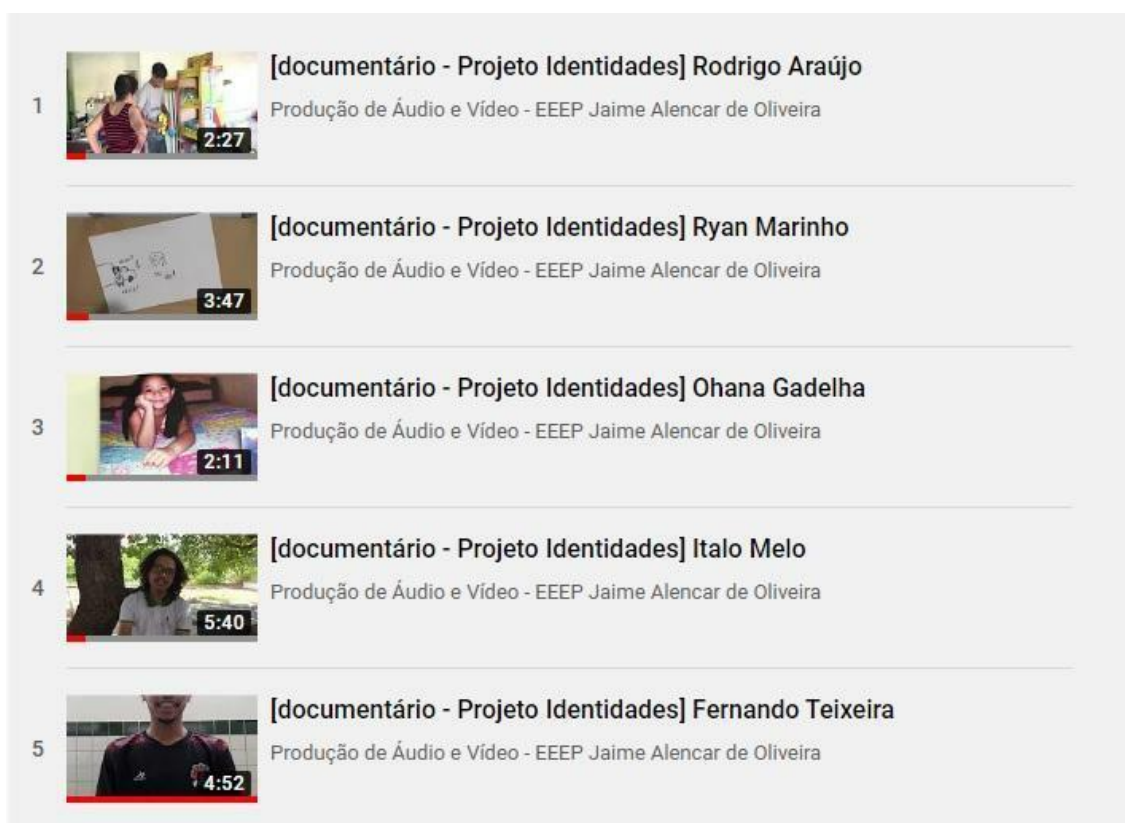 1
[documentário - Projeto Identidades] Rodrigo Araújo
Produção de Áudio e Vídeo - EEEP Jaime Alencar de Oliveira
2:27
2
[documentário - Projeto Identidades] Ryan Marinho
Produção de Áudio e Vídeo - EEEP Jaime Alencar de Oliveira
3:47
3
[documentário - Projeto Identidades] Ohana Gadelha
Produção de Áudio e Vídeo - EEEP Jaime Alencar de Oliveira
2:11
4
[documentário - Projeto Identidades] Italo Melo
Produção de Áudio e Vídeo - EEEP Jaime Alencar de Oliveira
5:40
5
[documentário - Projeto Identidades] Fernando Teixeira
Produção de Áudio e Vídeo - EEEP Jaime Alencar de Oliveira
4:52